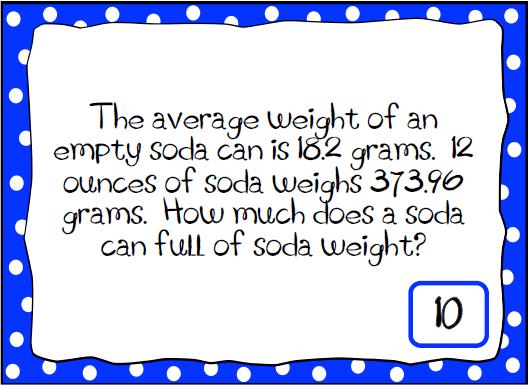 The average weight of an
empty soda can is 18.2 grams. 12
ounces of soda weighs 373.96
grams. How much does a soda
can full of soda weight?
10